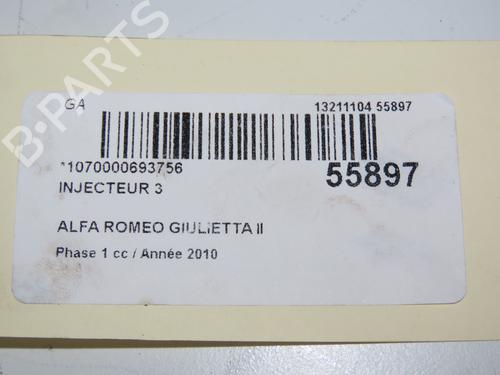 GA
13211104 55897
*1070000693756
55897
INJECTEUR 3
ALFA ROMEO GIULIETTA II
Phase 1 cc / Année 2010
B-PARTS